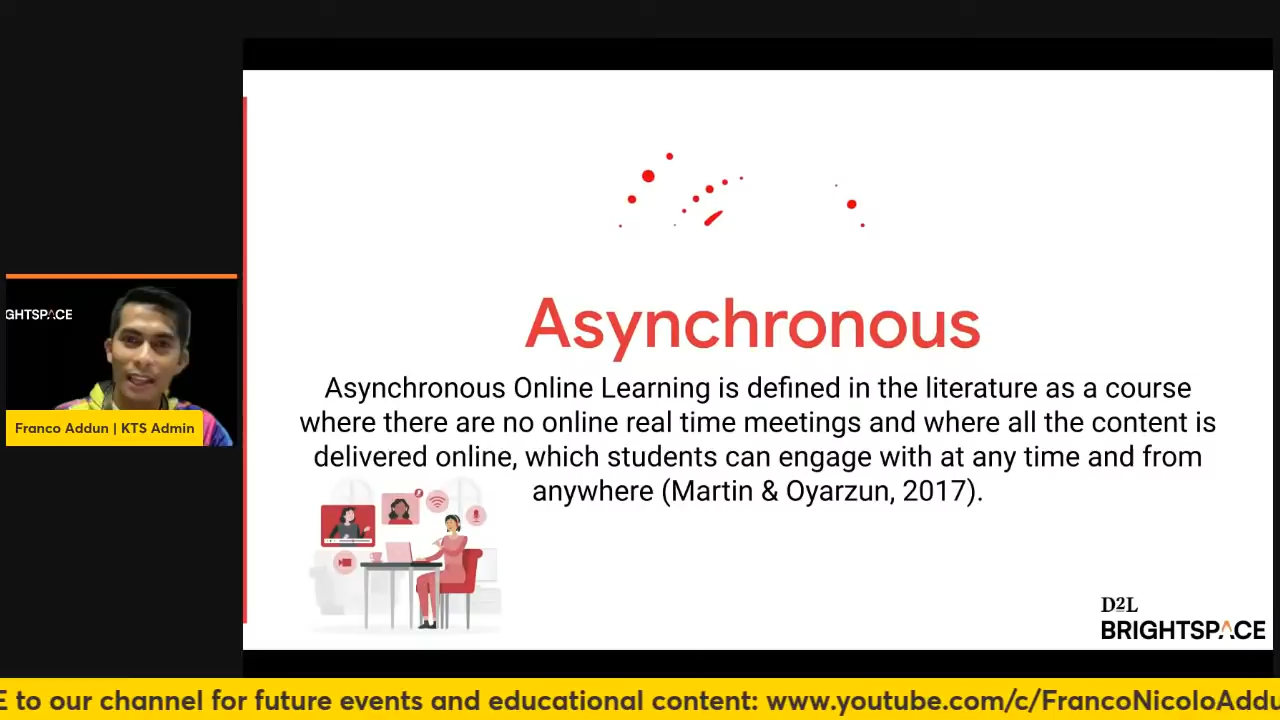 Asynchronous
Asynchronous Online Learning is defined in the literature as a course
where there are no online real time meetings and where all the content is
delivered online, which students can engage with at any time and from
anywhere (Martin & Oyarzun, 2017).
GHTSPACE
Franco Addun | KTS Admin
D2L
BRIGHTSPACE
E to our channel for future events and educational content: www.youtube.com/c/FrancoNicoloAddu